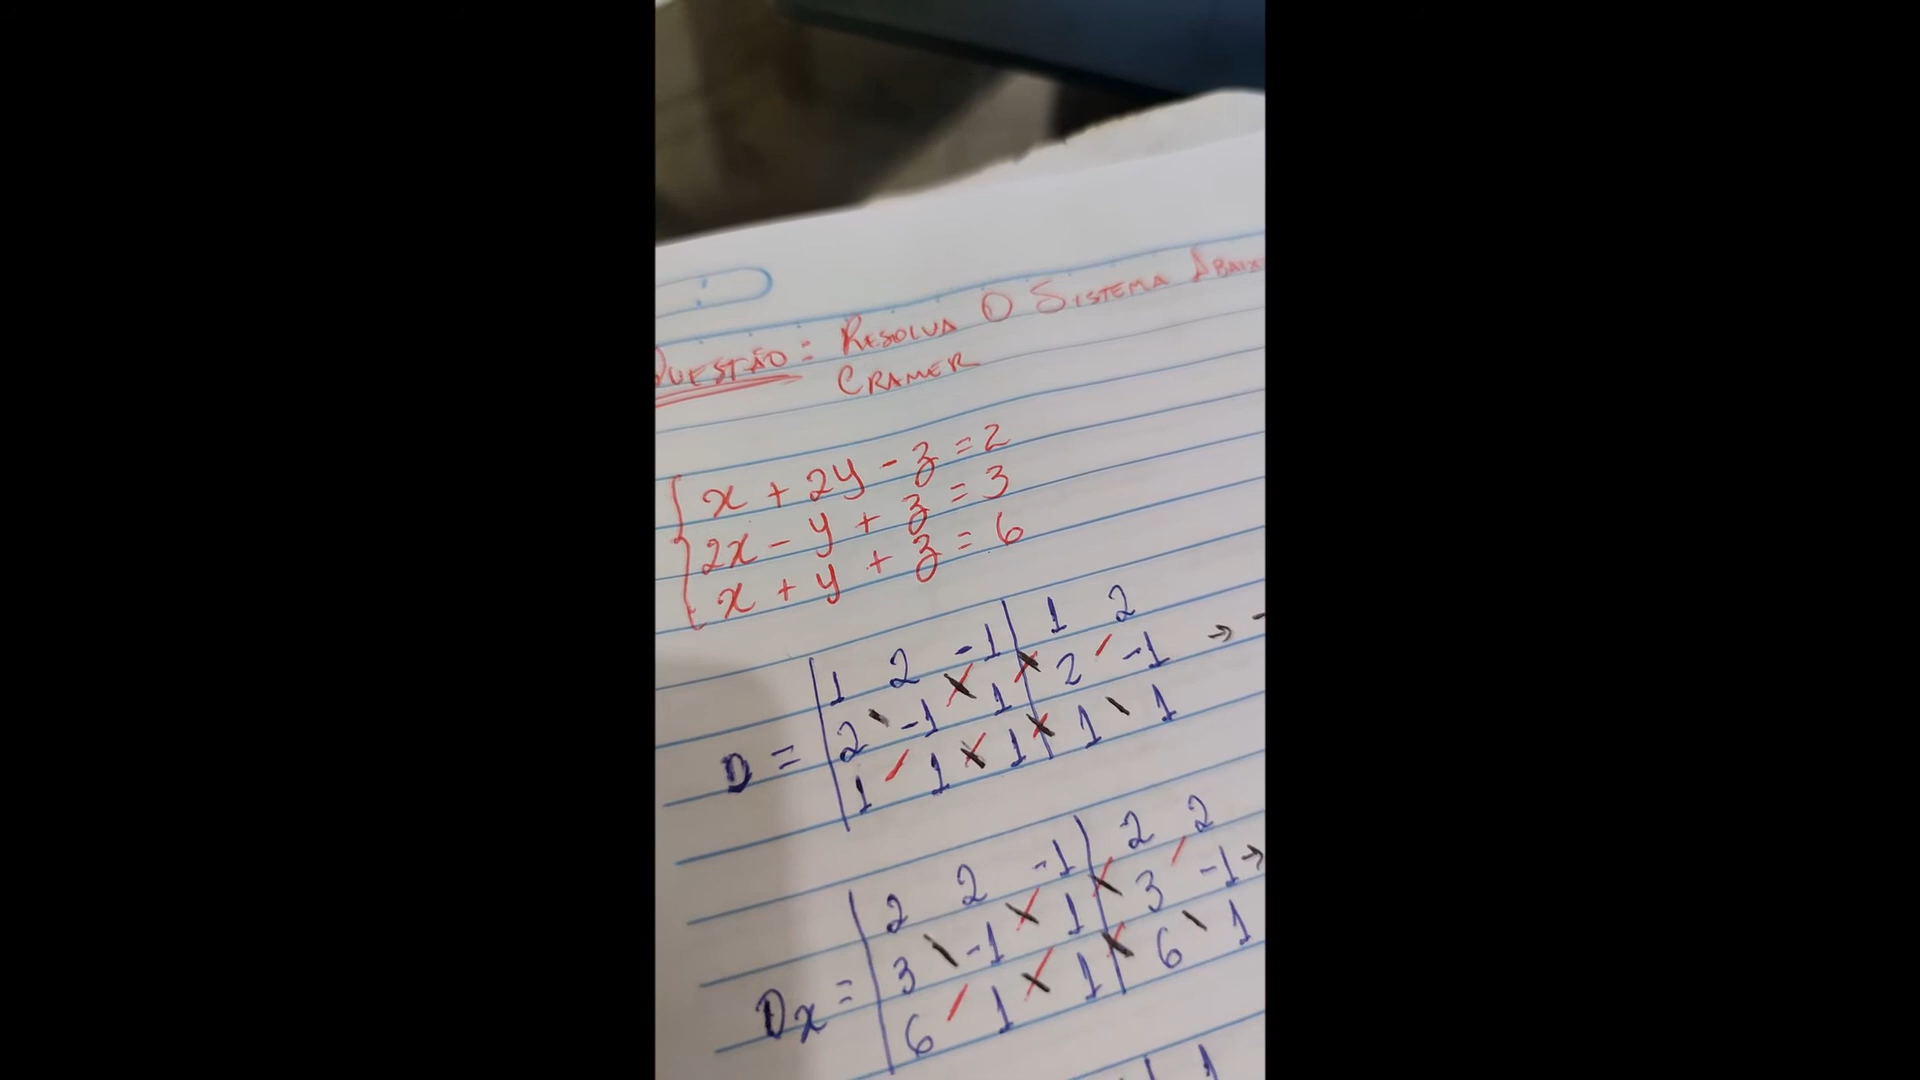 QUESTÃO: RESOLVA O SISTEMA ABAIX
CRAMER
x + 2y - z = 2
2x - y + z = 3
x + y + z = 6
1 2 -1 | 1 2
D = 2 -1 1 | 2 -1 → -
1 1 1 | 1 1
2 2 -1 | 2 2
Dx = 3 -1 1 | 3 -1 →
6 1 1 | 6 1